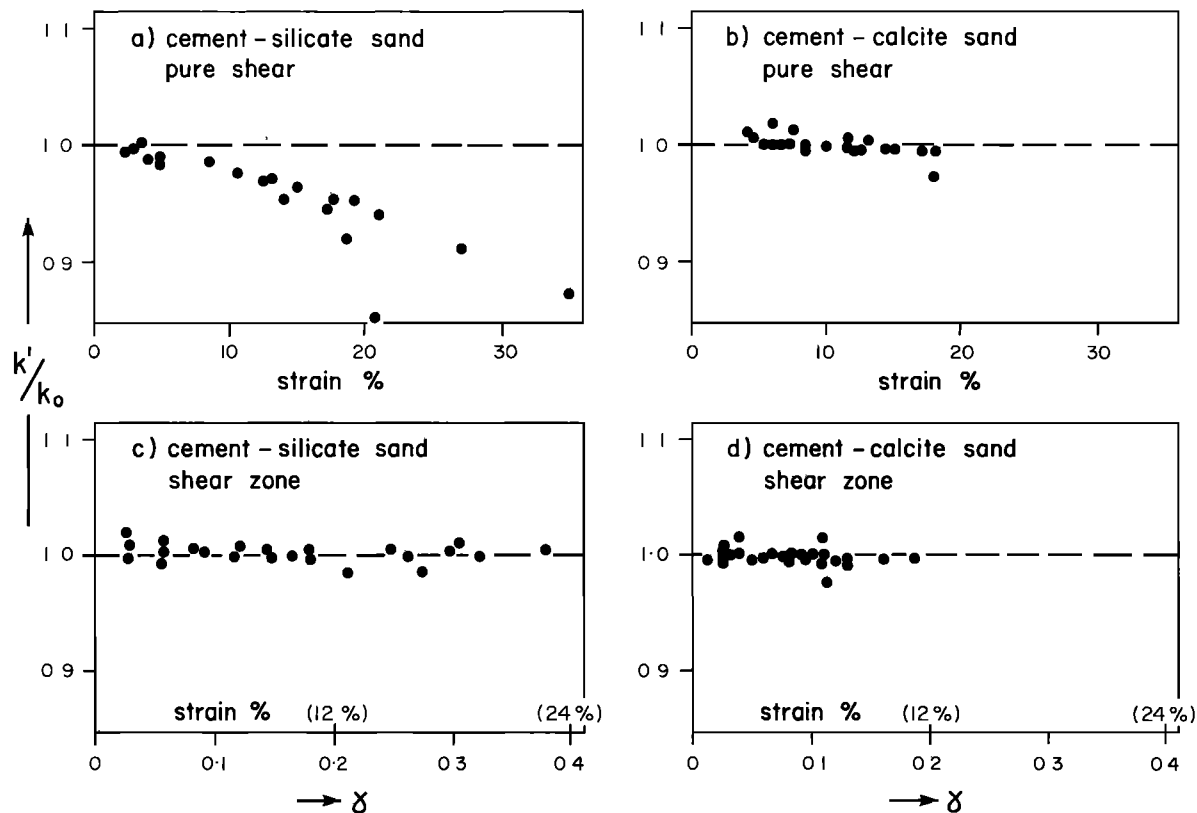 a) cement-silicate sand
pure shear
1 1
1 0
0 9
0 10 20 30
strain %
b) cement-calcite sand
pure shear
1 1
1 0
0 9
0 10 20 30
strain %
k'/k₀
c) cement-silicate sand
shear zone
1 1
1 0
0 9
strain % (12 %) (24 %)
0 0·1 0·2 0 3 0 4
→ γ
d) cement-calcite sand
shear zone
1 1
1·0
0 9
strain % (12 %) (24 %)
0 0 1 0 2 0 3 0 4
→ γ